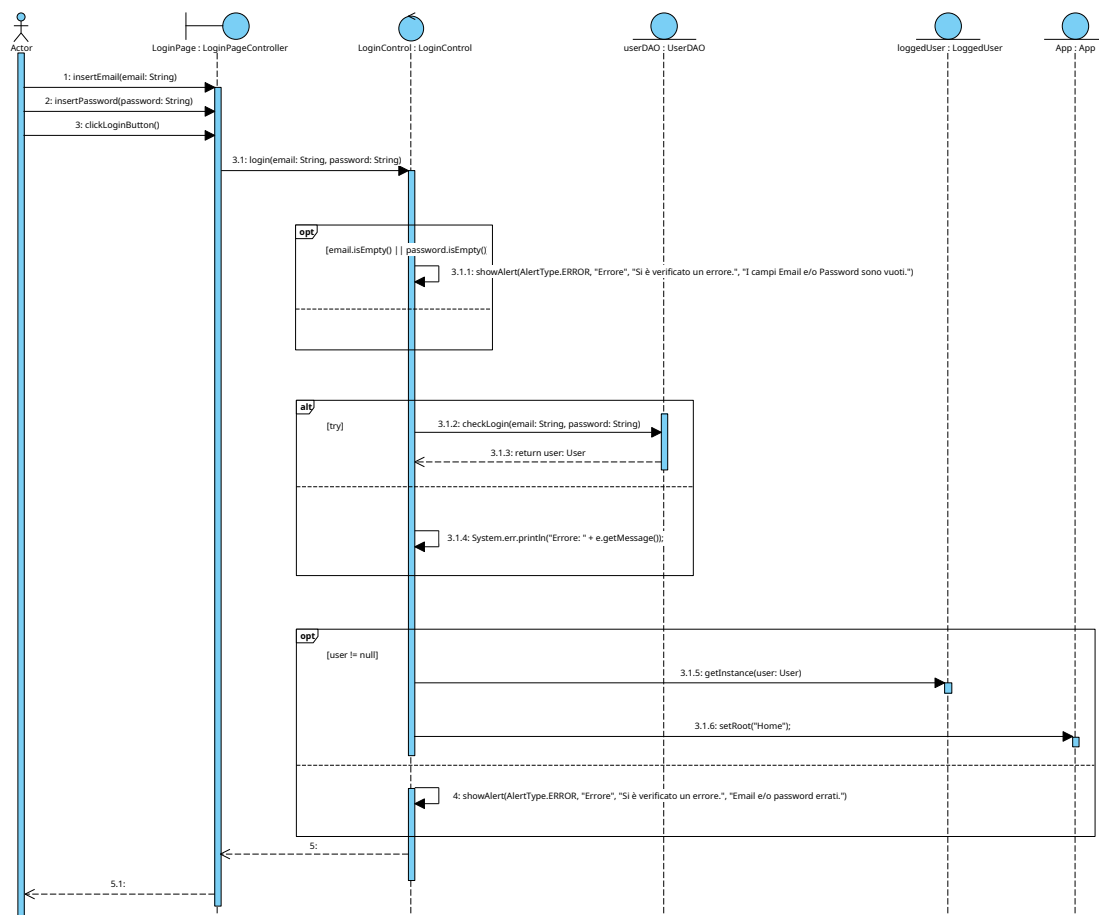 Actor
LoginPage : LoginPageController
LoginControl : LoginControl
userDAO : UserDAO
loggedUser : LoggedUser
App : App
1: insertEmail(email: String)
2: insertPassword(password: String)
3: clickLoginButton()
3.1: login(email: String, password: String)
opt
[email.isEmpty() || password.isEmpty()
3.1.1: showAlert(AlertType.ERROR, "Errore", "Si è verificato un errore.", "I campi Email e/o Password sono vuoti.")
alt
[try]
3.1.2: checkLogin(email: String, password: String)
3.1.3: return user: User
3.1.4: System.err.println("Errore: " + e.getMessage());
opt
[user != null]
3.1.5: getInstance(user: User)
3.1.6: setRoot("Home");
4: showAlert(AlertType.ERROR, "Errore", "Si è verificato un errore.", "Email e/o password errati.")
5:
5.1: